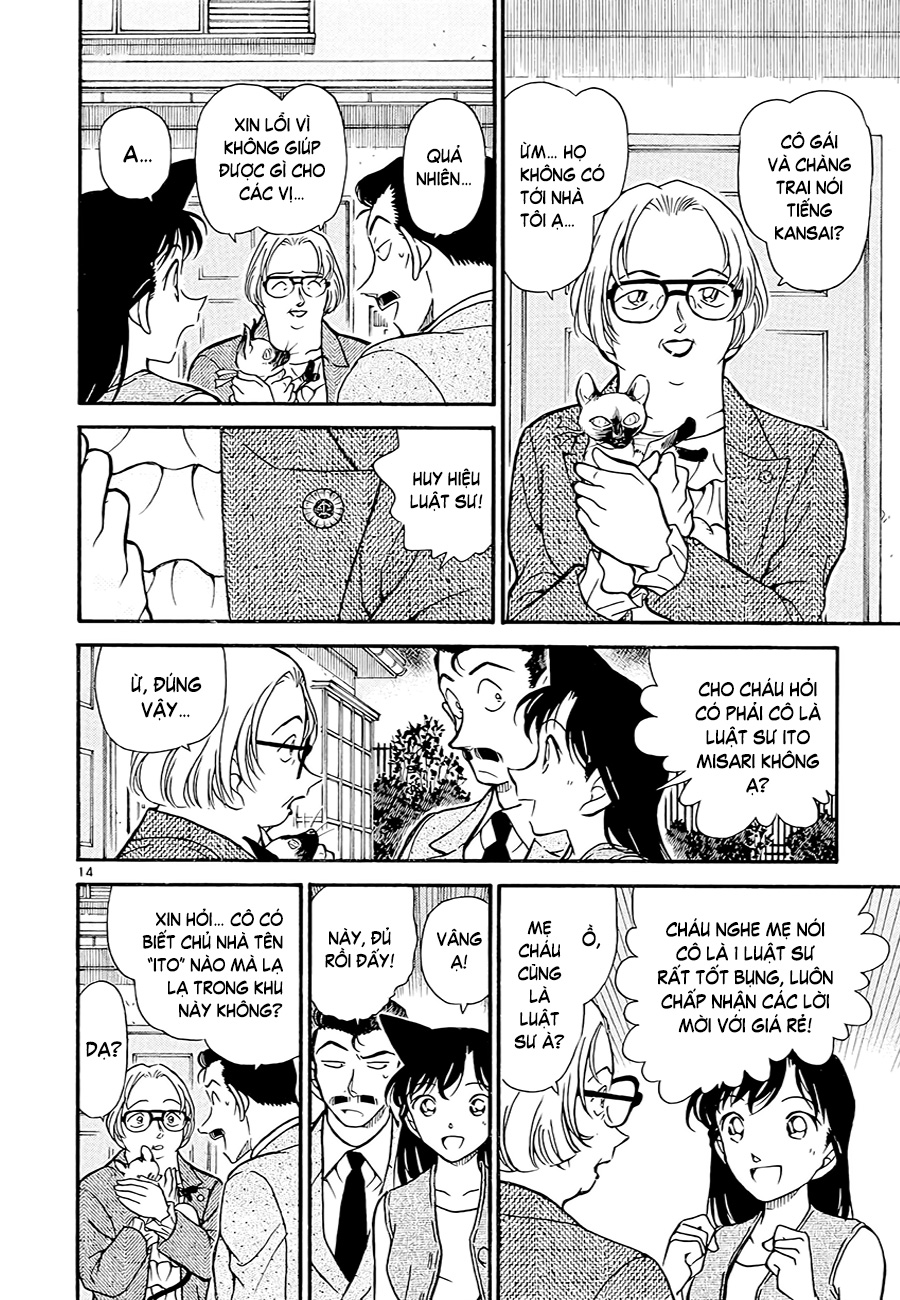 CÔ GÁI
VÀ CHÀNG
TRAI NÓI
TIẾNG
KANSAI?
ỪM... HỌ
KHÔNG CÓ
TỚI NHÀ
TÔI Ạ...
QUẢ
NHIÊN...
XIN LỒI VÌ
KHÔNG GIÚP
ĐƯỢC GÌ CHO
CÁC VỊ...
A...
HUY HIỆU
LUẬT SƯ!
CHO CHÁU HỎI
CÓ PHẢI CÔ LÀ
LUẬT SƯ ITO
MISARI KHÔNG
Ạ?
Ừ, ĐÚNG
VẬY...
14
CHÁU NGHE MẸ NÓI
CÔ LÀ 1 LUẬT SƯ
RẤT TỐT BỤNG, LUÔN
CHẤP NHẬN CÁC LỜI
MỜI VỚI GIÁ RẺ!
Ồ,
MẸ
CHÁU
CŨNG
LÀ
LUẬT
SƯ À?
VÂNG
Ạ!
NÀY, ĐỦ
RỒI ĐẤY!
XIN HỎI... CÔ CÓ
BIẾT CHỦ NHÀ TÊN
"ITO" NÀO MÀ LẠ
LẠ TRONG KHU
NÀY KHÔNG?
DẠ?